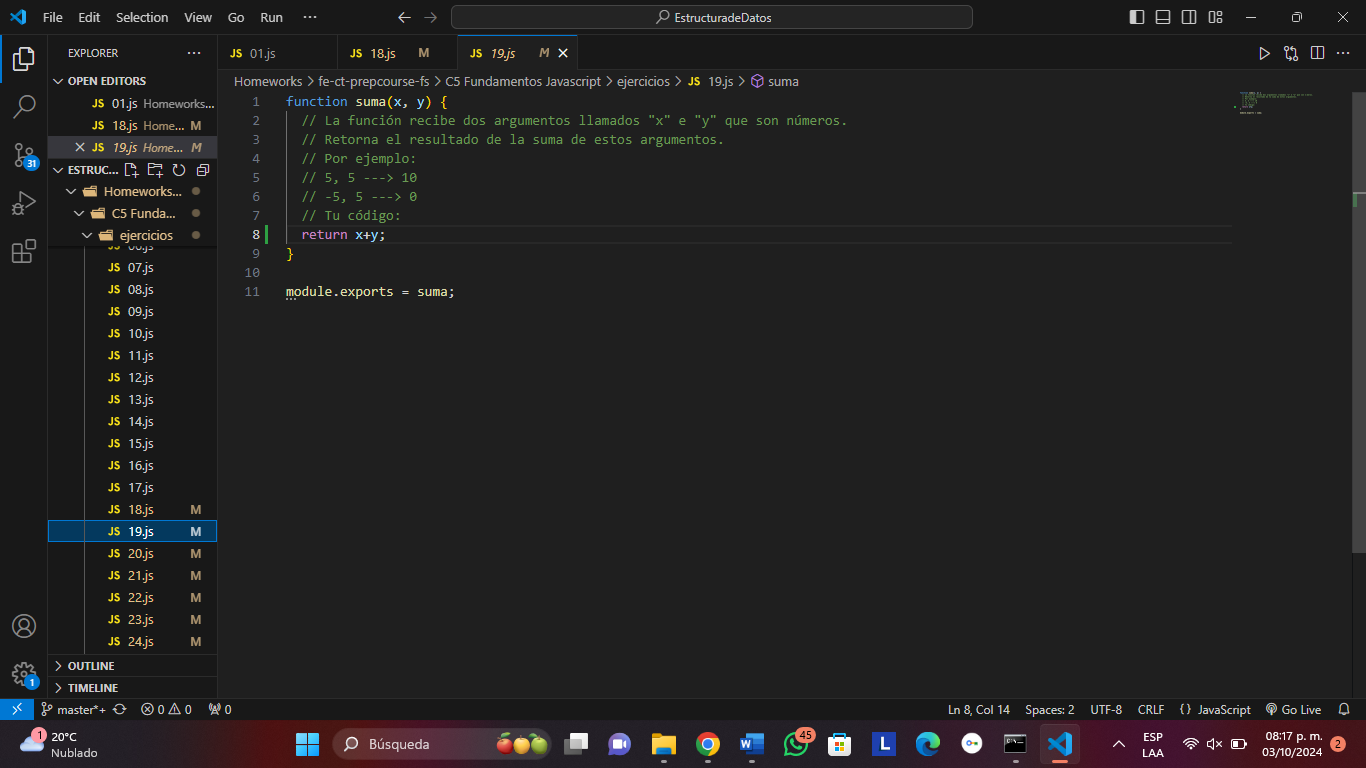 File Edit Selection View Go Run ···
EstructuradeDatos
EXPLORER ···
JS 01.js
JS 18.js M
JS 19.js M
OPEN EDITORS
JS 01.js Homeworks...
JS 18.js Home... M
JS 19.js Home... M
ESTRUC...
Homeworks...
C5 Funda...
ejercicios
JS 06.js
JS 07.js
JS 08.js
JS 09.js
JS 10.js
JS 11.js
JS 12.js
JS 13.js
JS 14.js
JS 15.js
JS 16.js
JS 17.js
JS 18.js M
JS 19.js M
JS 20.js M
JS 21.js M
JS 22.js M
JS 23.js M
JS 24.js M
OUTLINE
TIMELINE
31
1
Homeworks > fe-ct-prepcourse-fs > C5 Fundamentos Javascript > ejercicios > JS 19.js > suma
1 function suma(x, y) {
2 // La función recibe dos argumentos llamados "x" e "y" que son números.
3 // Retorna el resultado de la suma de estos argumentos.
4 // Por ejemplo:
5 // 5, 5 ---> 10
6 // -5, 5 ---> 0
7 // Tu código:
8 return x+y;
9 }
10
11 module.exports = suma;
master*+ 0 0 0
Ln 8, Col 14 Spaces: 2 UTF-8 CRLF {} JavaScript Go Live
1
20°C
Nublado
Búsqueda
45
L
ESP
LAA
08:17 p. m.
03/10/2024
2